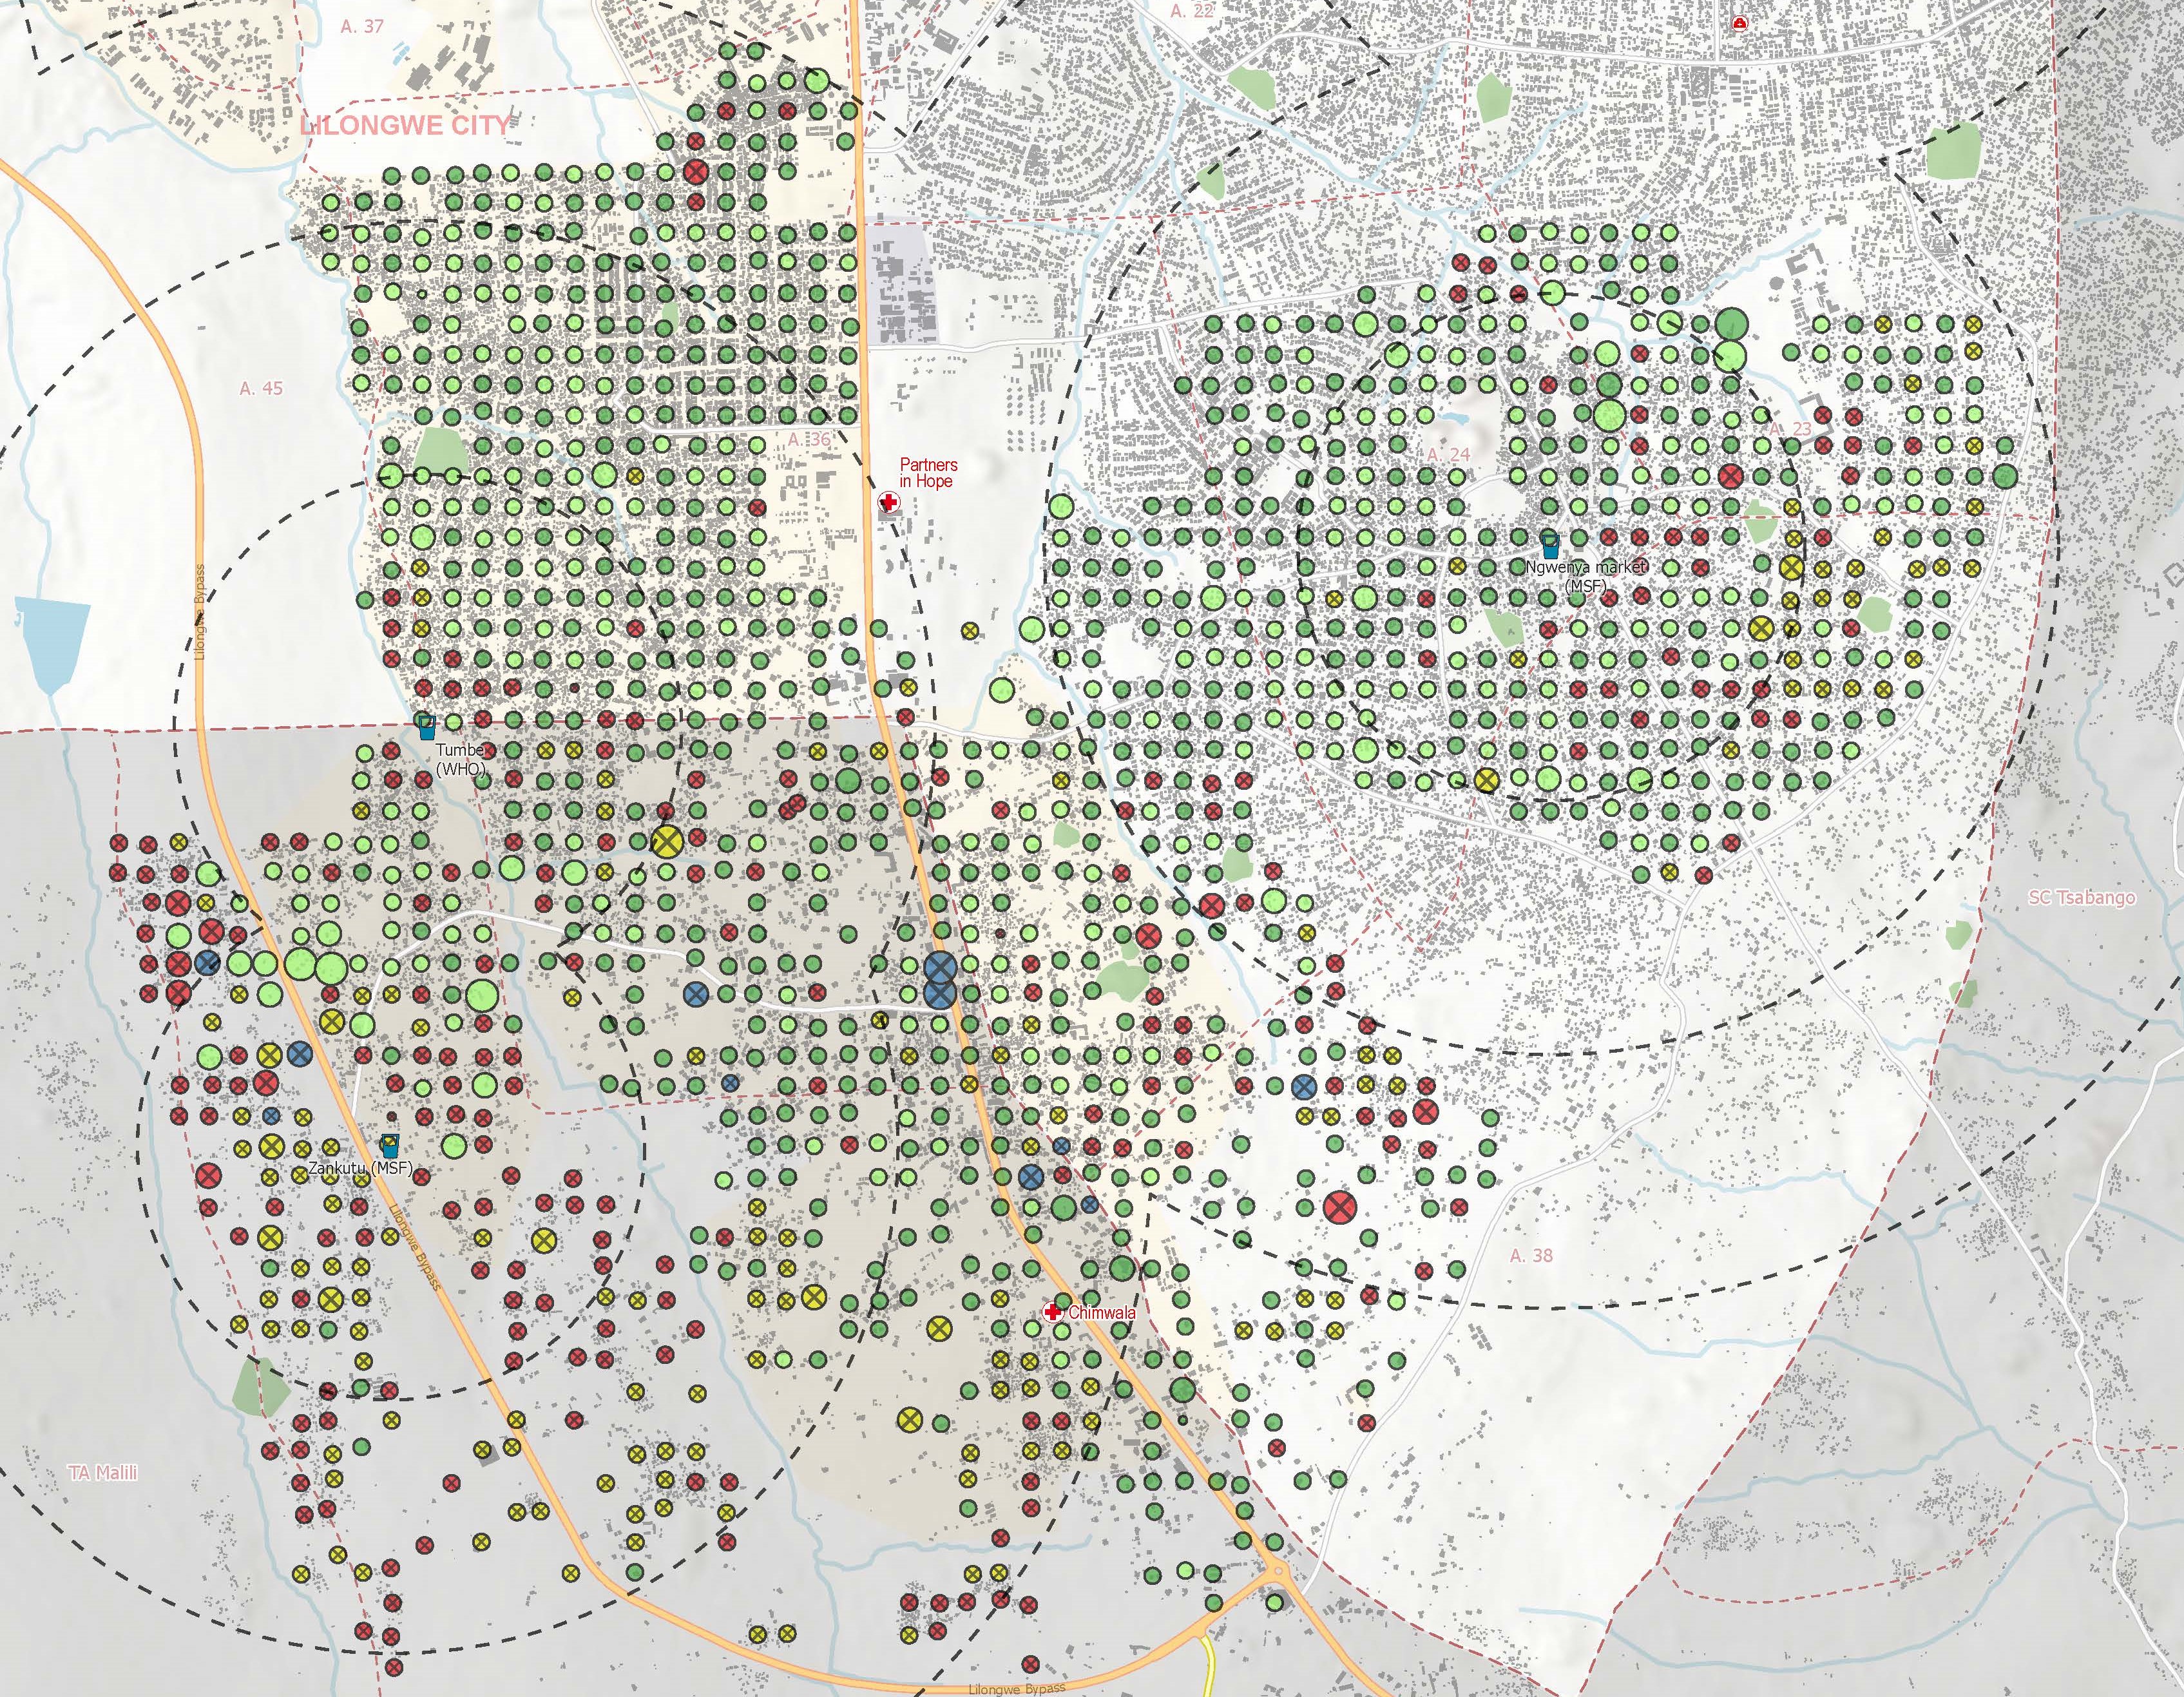 A. 37
A. 22
LILONGWE CITY
A. 45
A. 36
A. 23
A. 24
Partners
in Hope
Ngwenya market
(MSF)
Lilongwe Bypass
Tumbe
(WHO)
SC Tsabango
Zankutu (MSF)
Lilongwe Bypass
A. 38
Chimwala
TA Malili
Lilongwe Bypass